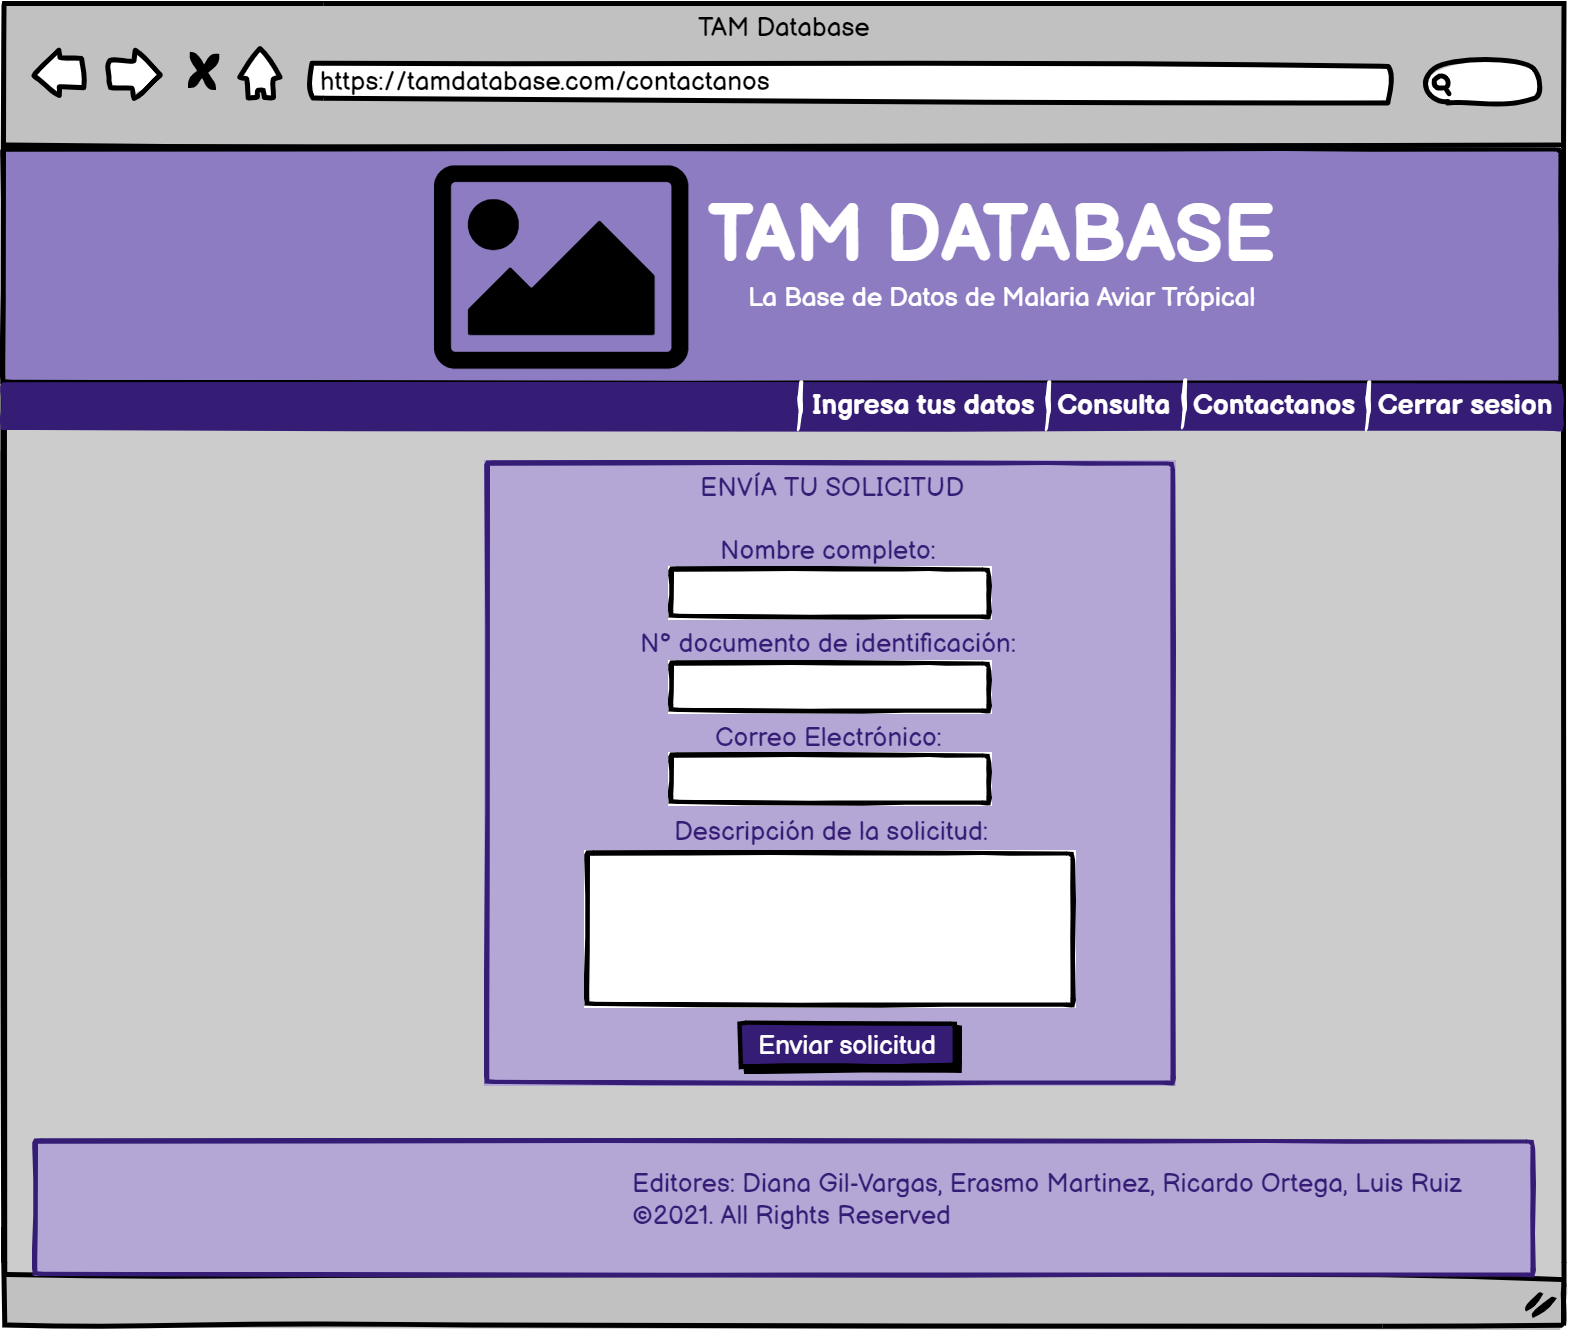 TAM Database
https://tamdatabase.com/contactanos
TAM DATABASE
La Base de Datos de Malaria Aviar Trópical
Ingresa tus datos
Consulta
Contactanos
Cerrar sesion
ENVÍA TU SOLICITUD
Nombre completo:
N° documento de identificación:
Correo Electrónico:
Descripción de la solicitud:
Enviar solicitud
Editores: Diana Gil-Vargas, Erasmo Martinez, Ricardo Ortega, Luis Ruiz
©2021. All Rights Reserved